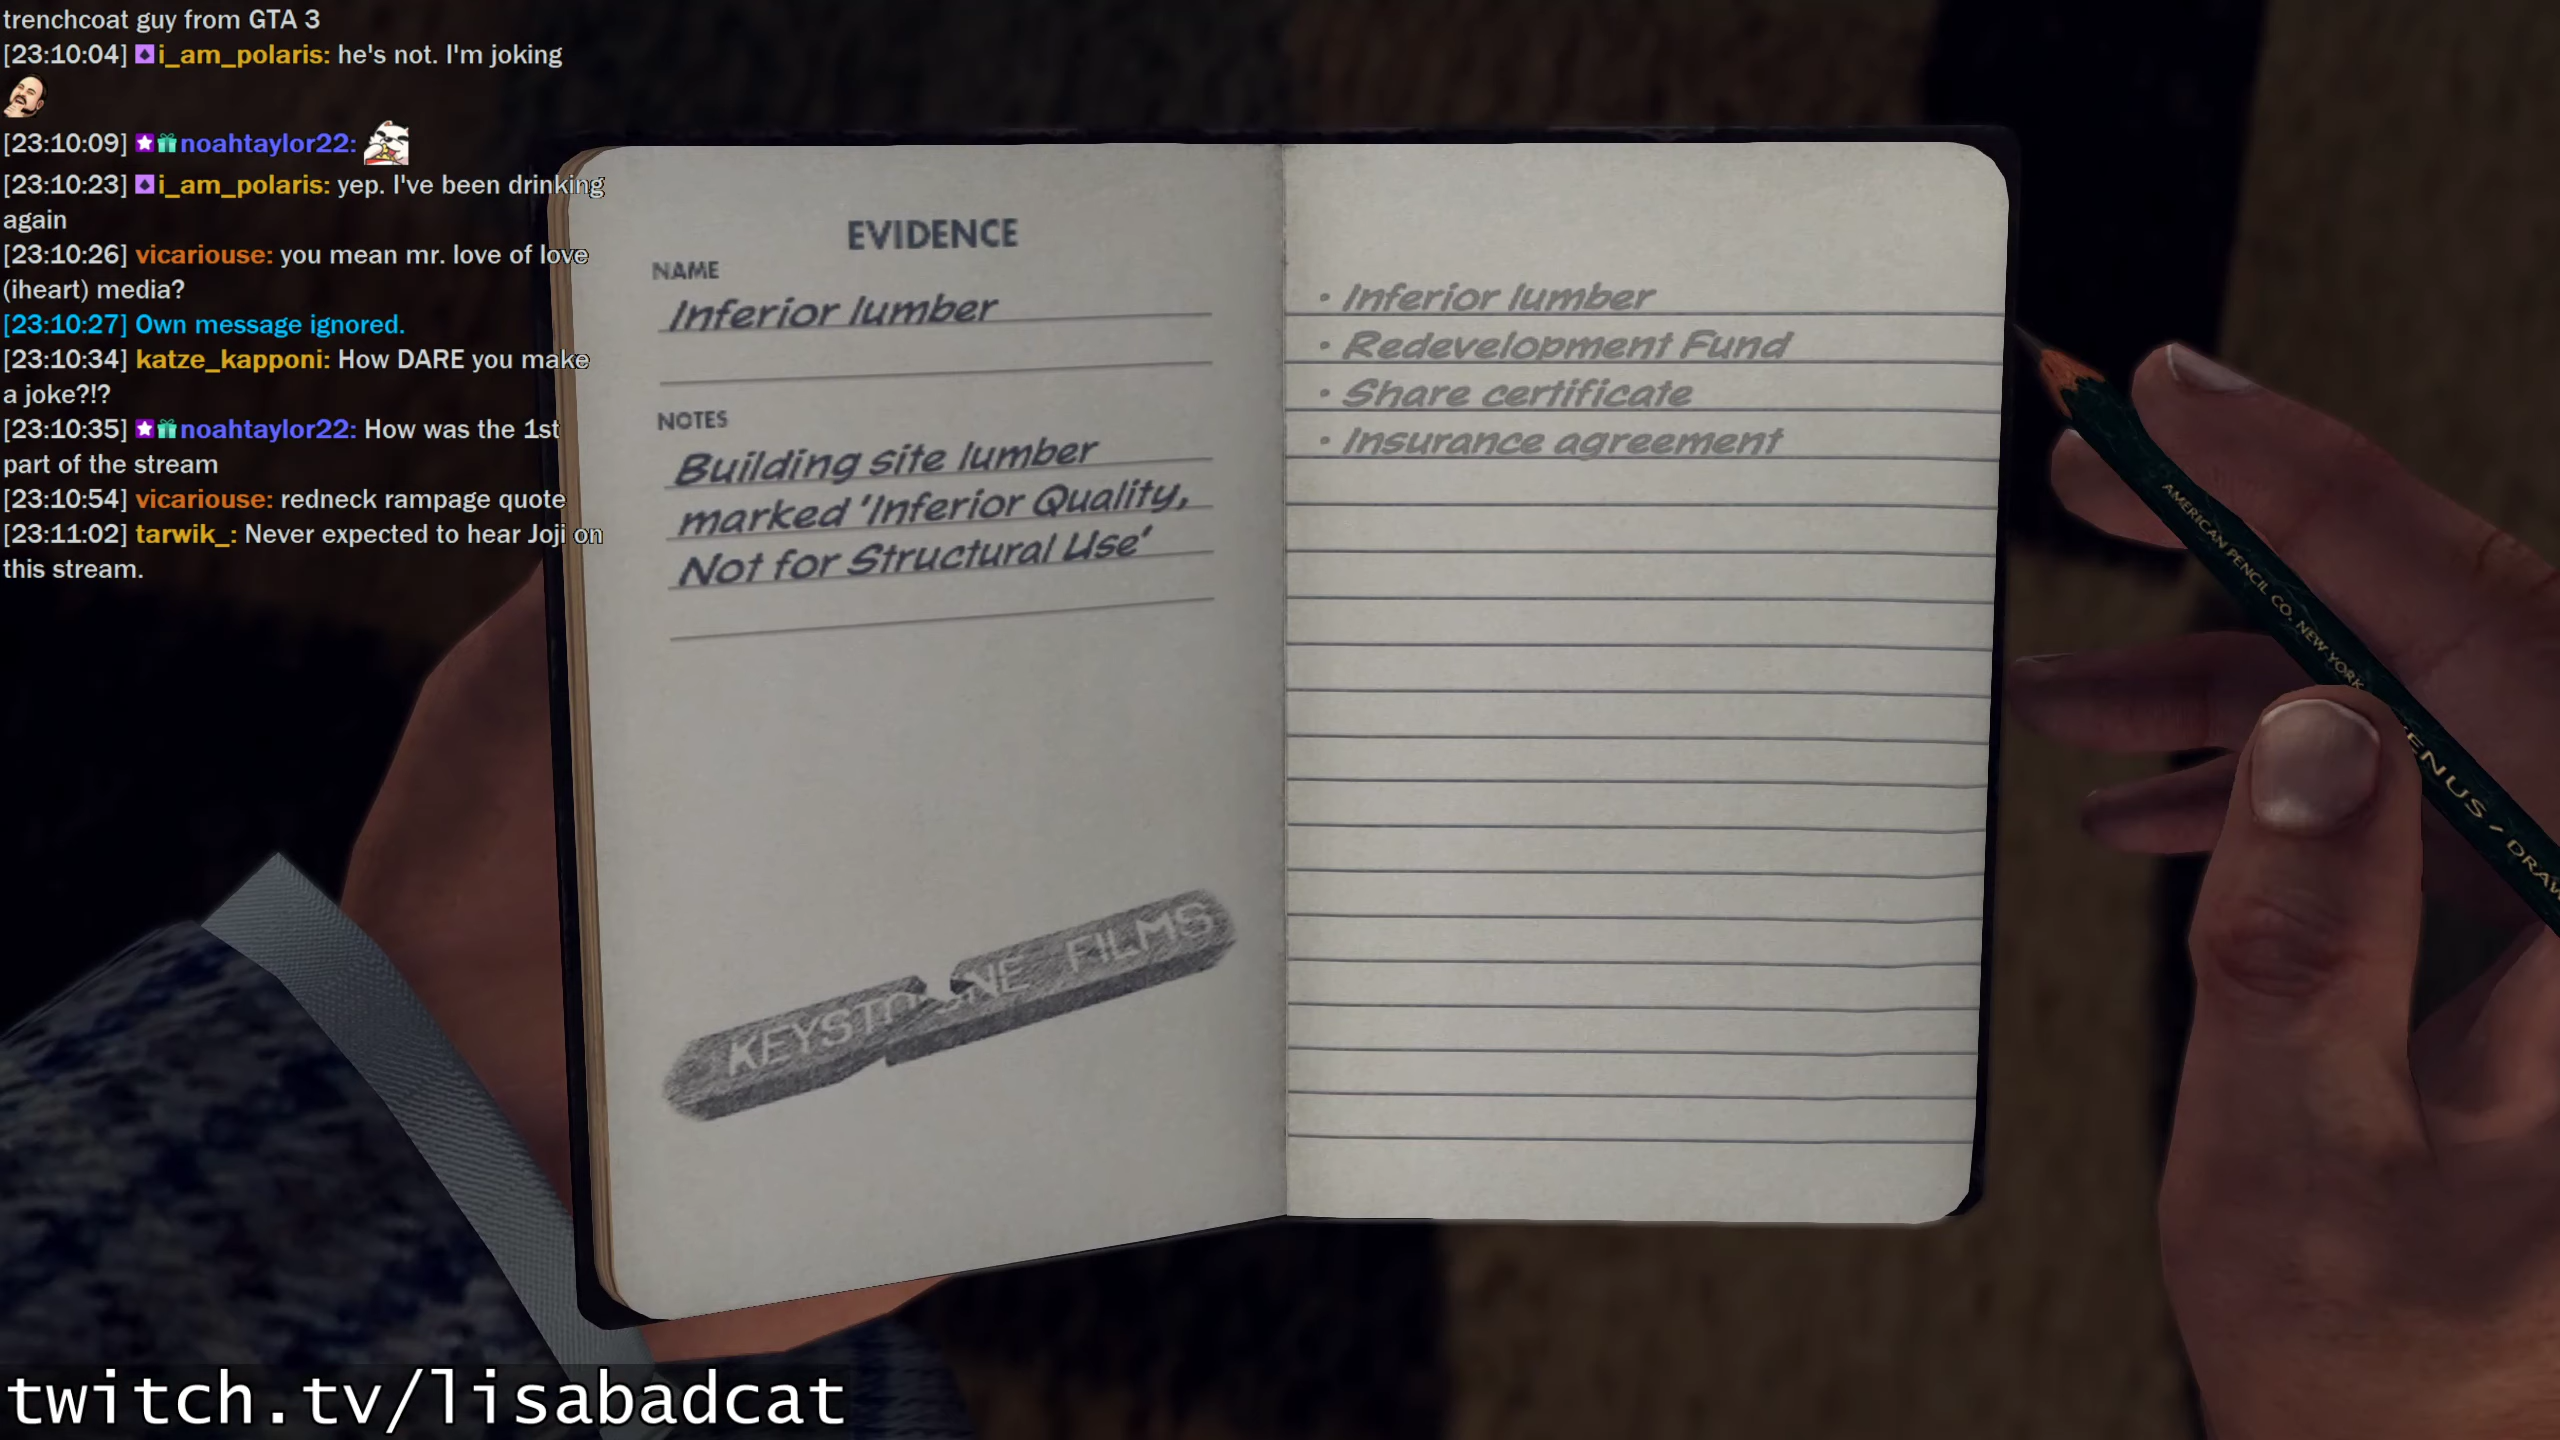 trenchcoat guy from GTA 3
[23:10:04] i_am_polaris: he's not. I'm joking
[23:10:09] noahtaylor22:
[23:10:23] i_am_polaris: yep. I've been drinking
again
[23:10:26] vicariouse: you mean mr. love of love
(iheart) media?
[23:10:27] Own message ignored.
[23:10:34] katze_kapponi: How DARE you make
a joke?!?
[23:10:35] noahtaylor22: How was the 1st
part of the stream
[23:10:54] vicariouse: redneck rampage quote
[23:11:02] tarwik_: Never expected to hear Joji on
this stream.
EVIDENCE
NAME
Inferior lumber
NOTES
Building site lumber
marked 'Inferior Quality,
Not for Structural Use'
KEYSTONE FILMS
• Inferior lumber
• Redevelopment Fund
• Share certificate
• Insurance agreement
AMERICAN PENCIL CO. NEW YORK
ENUS / DRAW
twitch.tv/lisabadcat